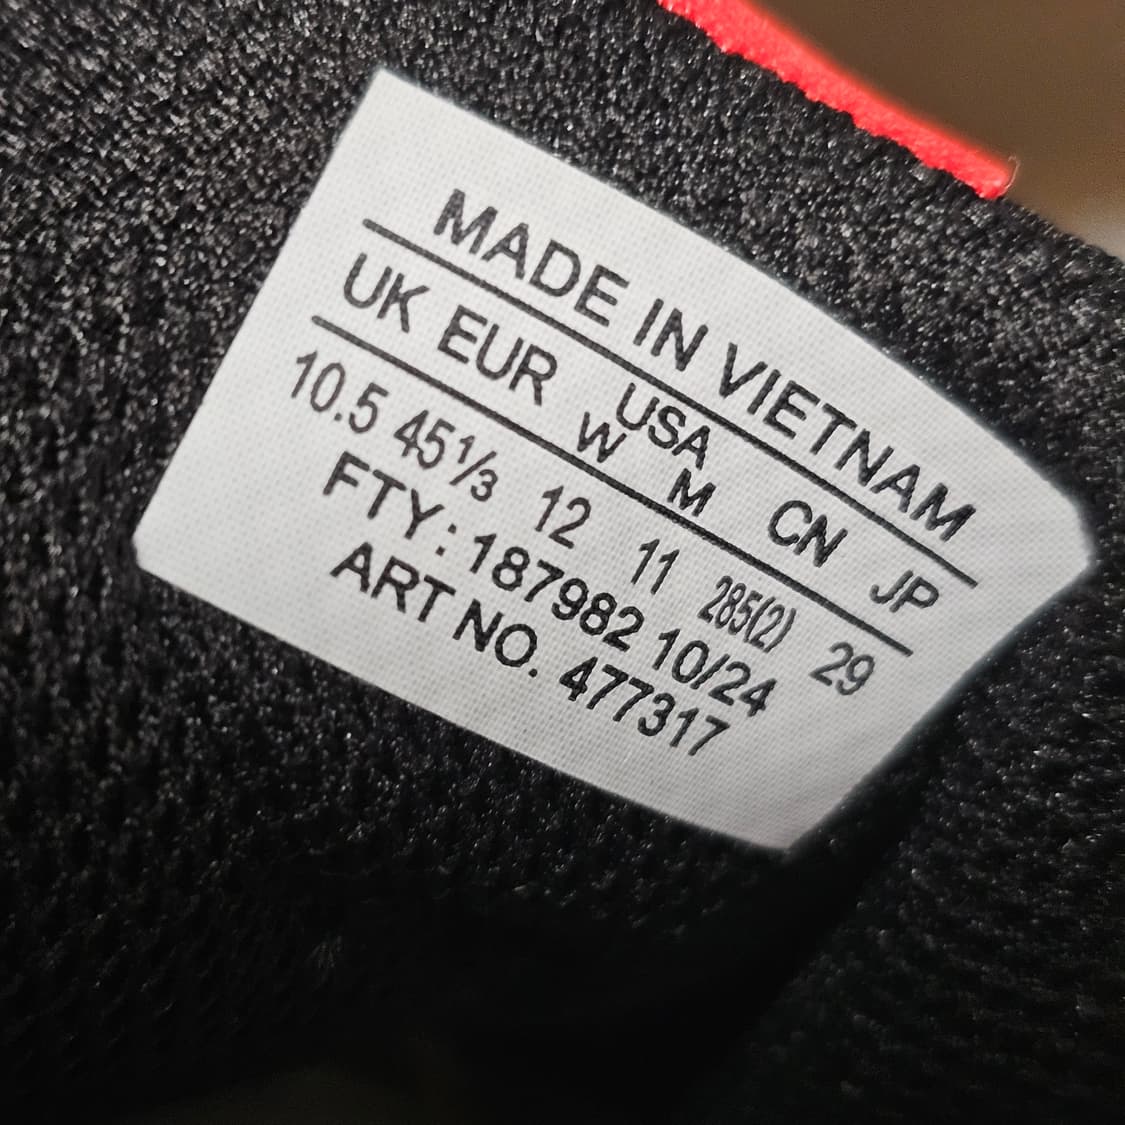 MADE IN VIETNAM
UK EUR USA CN JP
W M
10.5 45⅓ 12 11 285(2) 29
FTY: 187982 10/24
ART NO. 477317